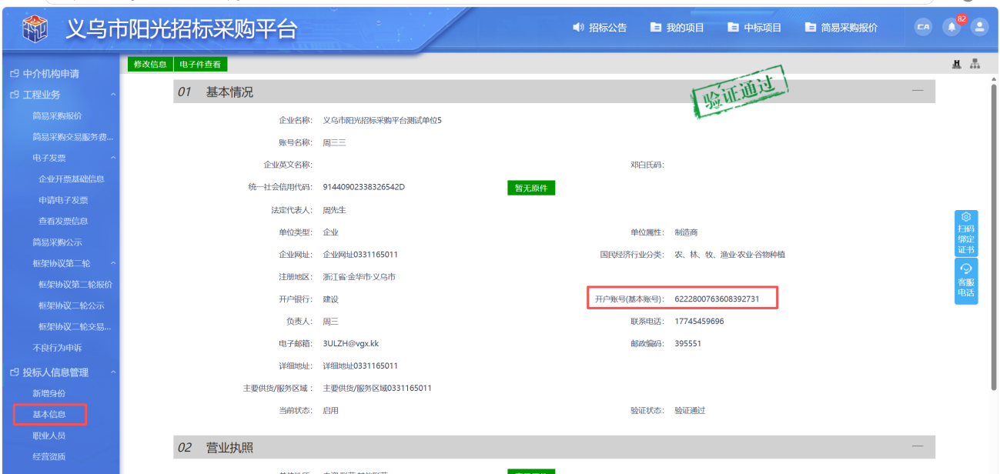 义乌市阳光招标采购平台
招标公告 我的项目 中标项目 简易采购报价 CA 82
修改信息 电子件查看
中介机构申请
工程业务
简易采购报价
简易采购交易服务费...
电子发票
企业开票基础信息
申请电子发票
查看发票信息
简易采购公示
框架协议第二轮
框架协议第二轮报价
框架协议二轮公示
框架协议二轮交易...
不良行为申诉
投标人信息管理
新增身份
基本信息
职业人员
经营资质
01 基本情况
验证通过
企业名称: 义乌市阳光招标采购平台测试单位5
账号名称: 周三三
企业英文名称: 邓白氏码:
统一社会信用代码: 91440902338326542D 暂无原件
法定代表人: 周先生
单位类型: 企业 单位属性: 制造商
企业网址: 企业网址0331165011 国民经济行业分类: 农、林、牧、渔业·农业·谷物种植
注册地区: 浙江省·金华市·义乌市
开户银行: 建设 开户账号(基本账号): 6222800763608392731
负责人: 周三 联系电话: 17745459696
电子邮箱: 3ULZH@vgx.kk 邮政编码: 395551
详细地址: 详细地址0331165011
主要供货/服务区域: 主要供货/服务区域0331165011
当前状态: 启用 验证状态: 验证通过
02 营业执照
扫码
绑定
证书
客服
电话